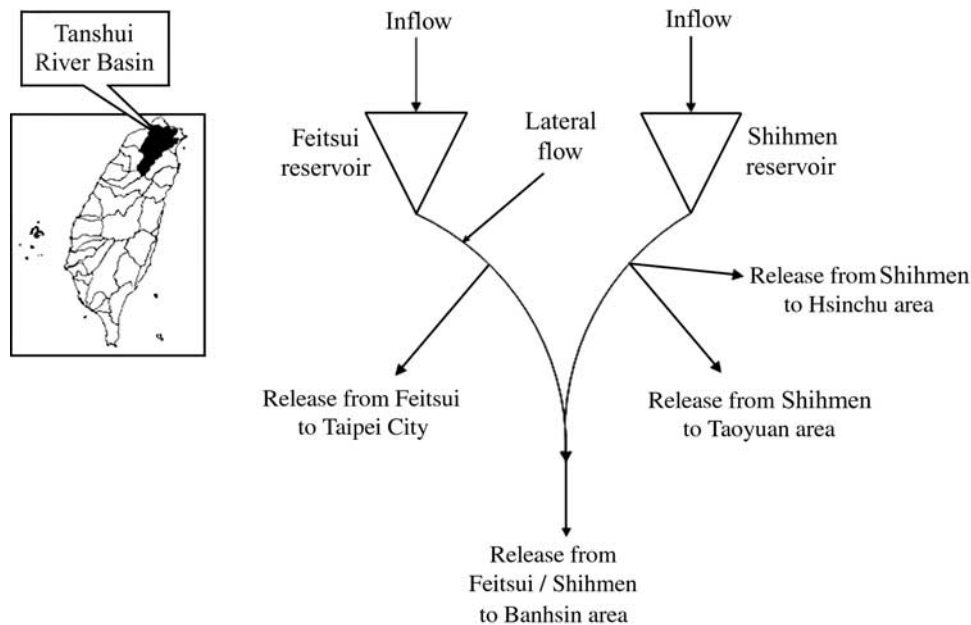 Tanshui
River Basin
Inflow
Inflow
Feitsui
reservoir
Lateral
flow
Shihmen
reservoir
Release from Shihmen
to Hsinchu area
Release from Feitsui
to Taipei City
Release from Shihmen
to Taoyuan area
Release from
Feitsui / Shihmen
to Banhsin area